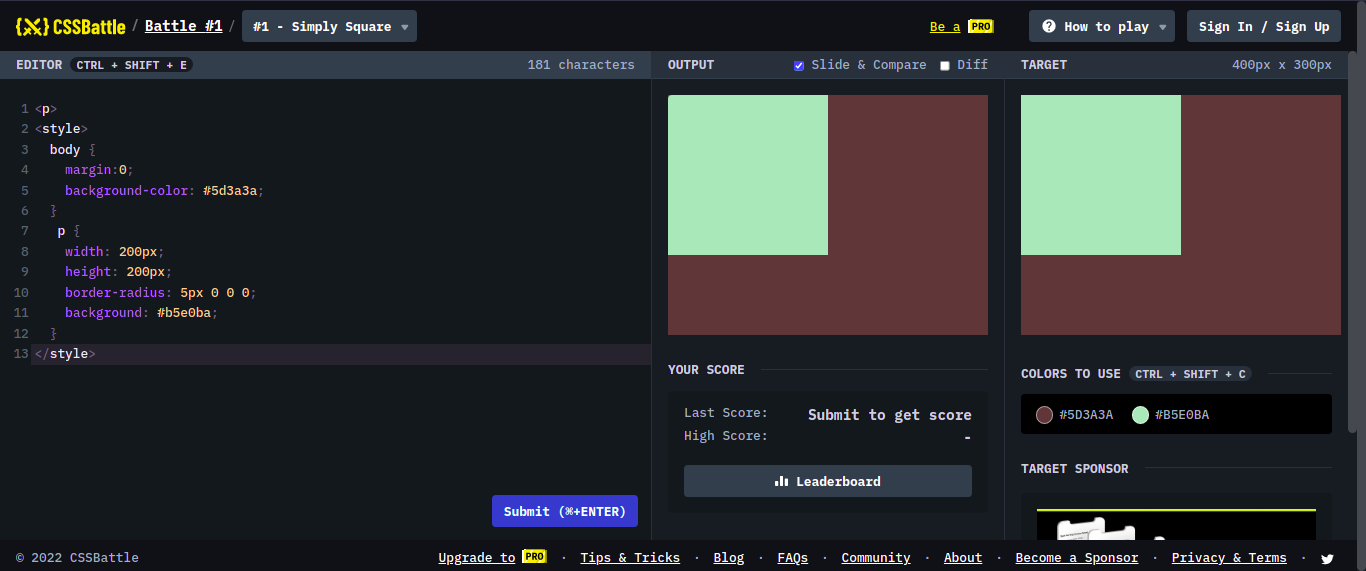 CSSBattle / Battle #1 / #1 - Simply Square Be a PRO How to play Sign In / Sign Up
EDITOR CTRL + SHIFT + E 181 characters OUTPUT Slide & Compare Diff TARGET 400px x 300px
1 <p>
2 <style>
3 body {
4 margin:0;
5 background-color: #5d3a3a;
6 }
7 p {
8 width: 200px;
9 height: 200px;
10 border-radius: 5px 0 0 0;
11 background: #b5e0ba;
12 }
13 </style>
Submit (⌘+ENTER)
YOUR SCORE
Last Score: Submit to get score
High Score: -
Leaderboard
COLORS TO USE CTRL + SHIFT + C
#5D3A3A #B5E0BA
TARGET SPONSOR
© 2022 CSSBattle Upgrade to PRO · Tips & Tricks · Blog · FAQs · Community · About · Become a Sponsor · Privacy & Terms ·